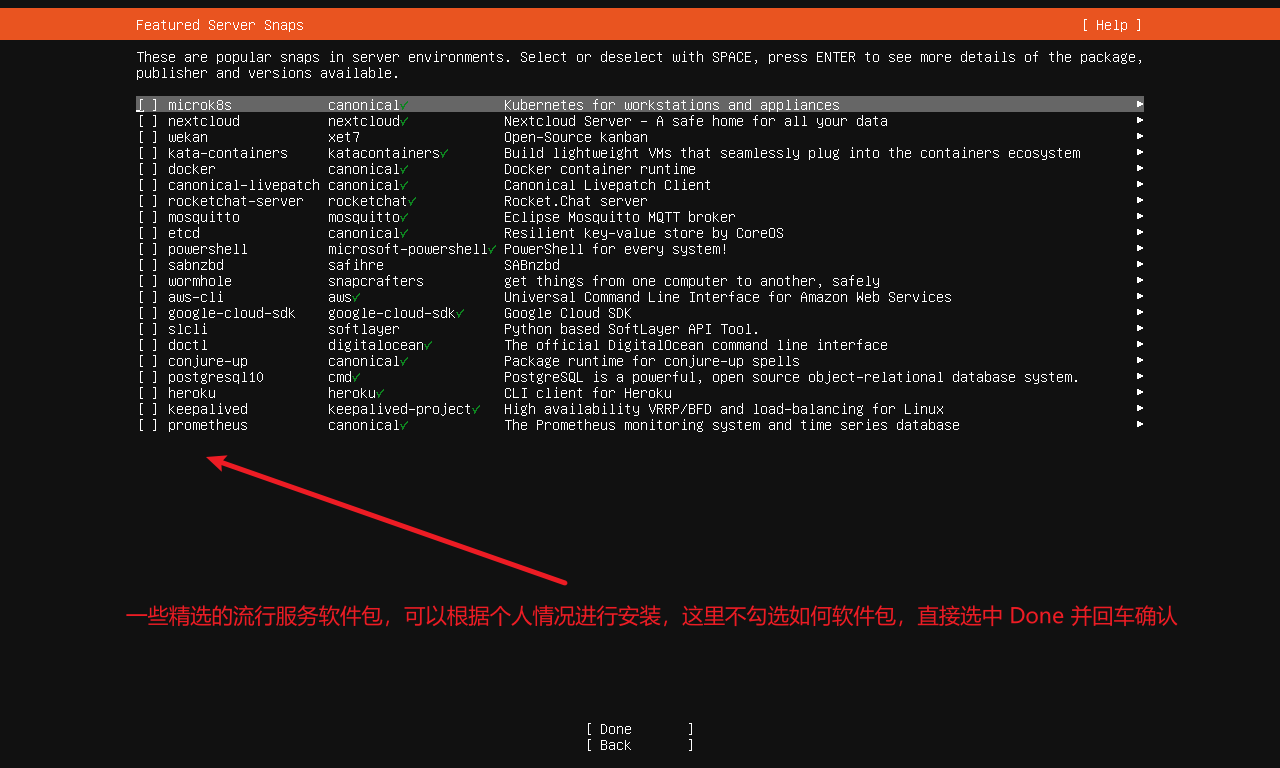 Featured Server Snaps [ Help ]
These are popular snaps in server environments. Select or deselect with SPACE, press ENTER to see more details of the package,
publisher and versions available.
[ ] microk8s canonical✓ Kubernetes for workstations and appliances ▸
[ ] nextcloud nextcloud✓ Nextcloud Server - A safe home for all your data ▸
[ ] wekan xet7 Open-Source kanban ▸
[ ] kata-containers katacontainers✓ Build lightweight VMs that seamlessly plug into the containers ecosystem ▸
[ ] docker canonical✓ Docker container runtime ▸
[ ] canonical-livepatch canonical✓ Canonical Livepatch Client ▸
[ ] rocketchat-server rocketchat✓ Rocket.Chat server ▸
[ ] mosquitto mosquitto✓ Eclipse Mosquitto MQTT broker ▸
[ ] etcd canonical✓ Resilient key-value store by CoreOS ▸
[ ] powershell microsoft-powershell✓ PowerShell for every system! ▸
[ ] sabnzbd safihre SABnzbd ▸
[ ] wormhole snapcrafters get things from one computer to another, safely ▸
[ ] aws-cli aws✓ Universal Command Line Interface for Amazon Web Services ▸
[ ] google-cloud-sdk google-cloud-sdk✓ Google Cloud SDK ▸
[ ] slcli softlayer Python based SoftLayer API Tool. ▸
[ ] doctl digitalocean✓ The official DigitalOcean command line interface ▸
[ ] conjure-up canonical✓ Package runtime for conjure-up spells ▸
[ ] postgresql10 cmd✓ PostgreSQL is a powerful, open source object-relational database system. ▸
[ ] heroku heroku✓ CLI client for Heroku ▸
[ ] keepalived keepalived-project✓ High availability VRRP/BFD and load-balancing for Linux ▸
[ ] prometheus canonical✓ The Prometheus monitoring system and time series database ▸
一些精选的流行服务软件包，可以根据个人情况进行安装，这里不勾选如何软件包，直接选中 Done 并回车确认
[ Done ]
[ Back ]